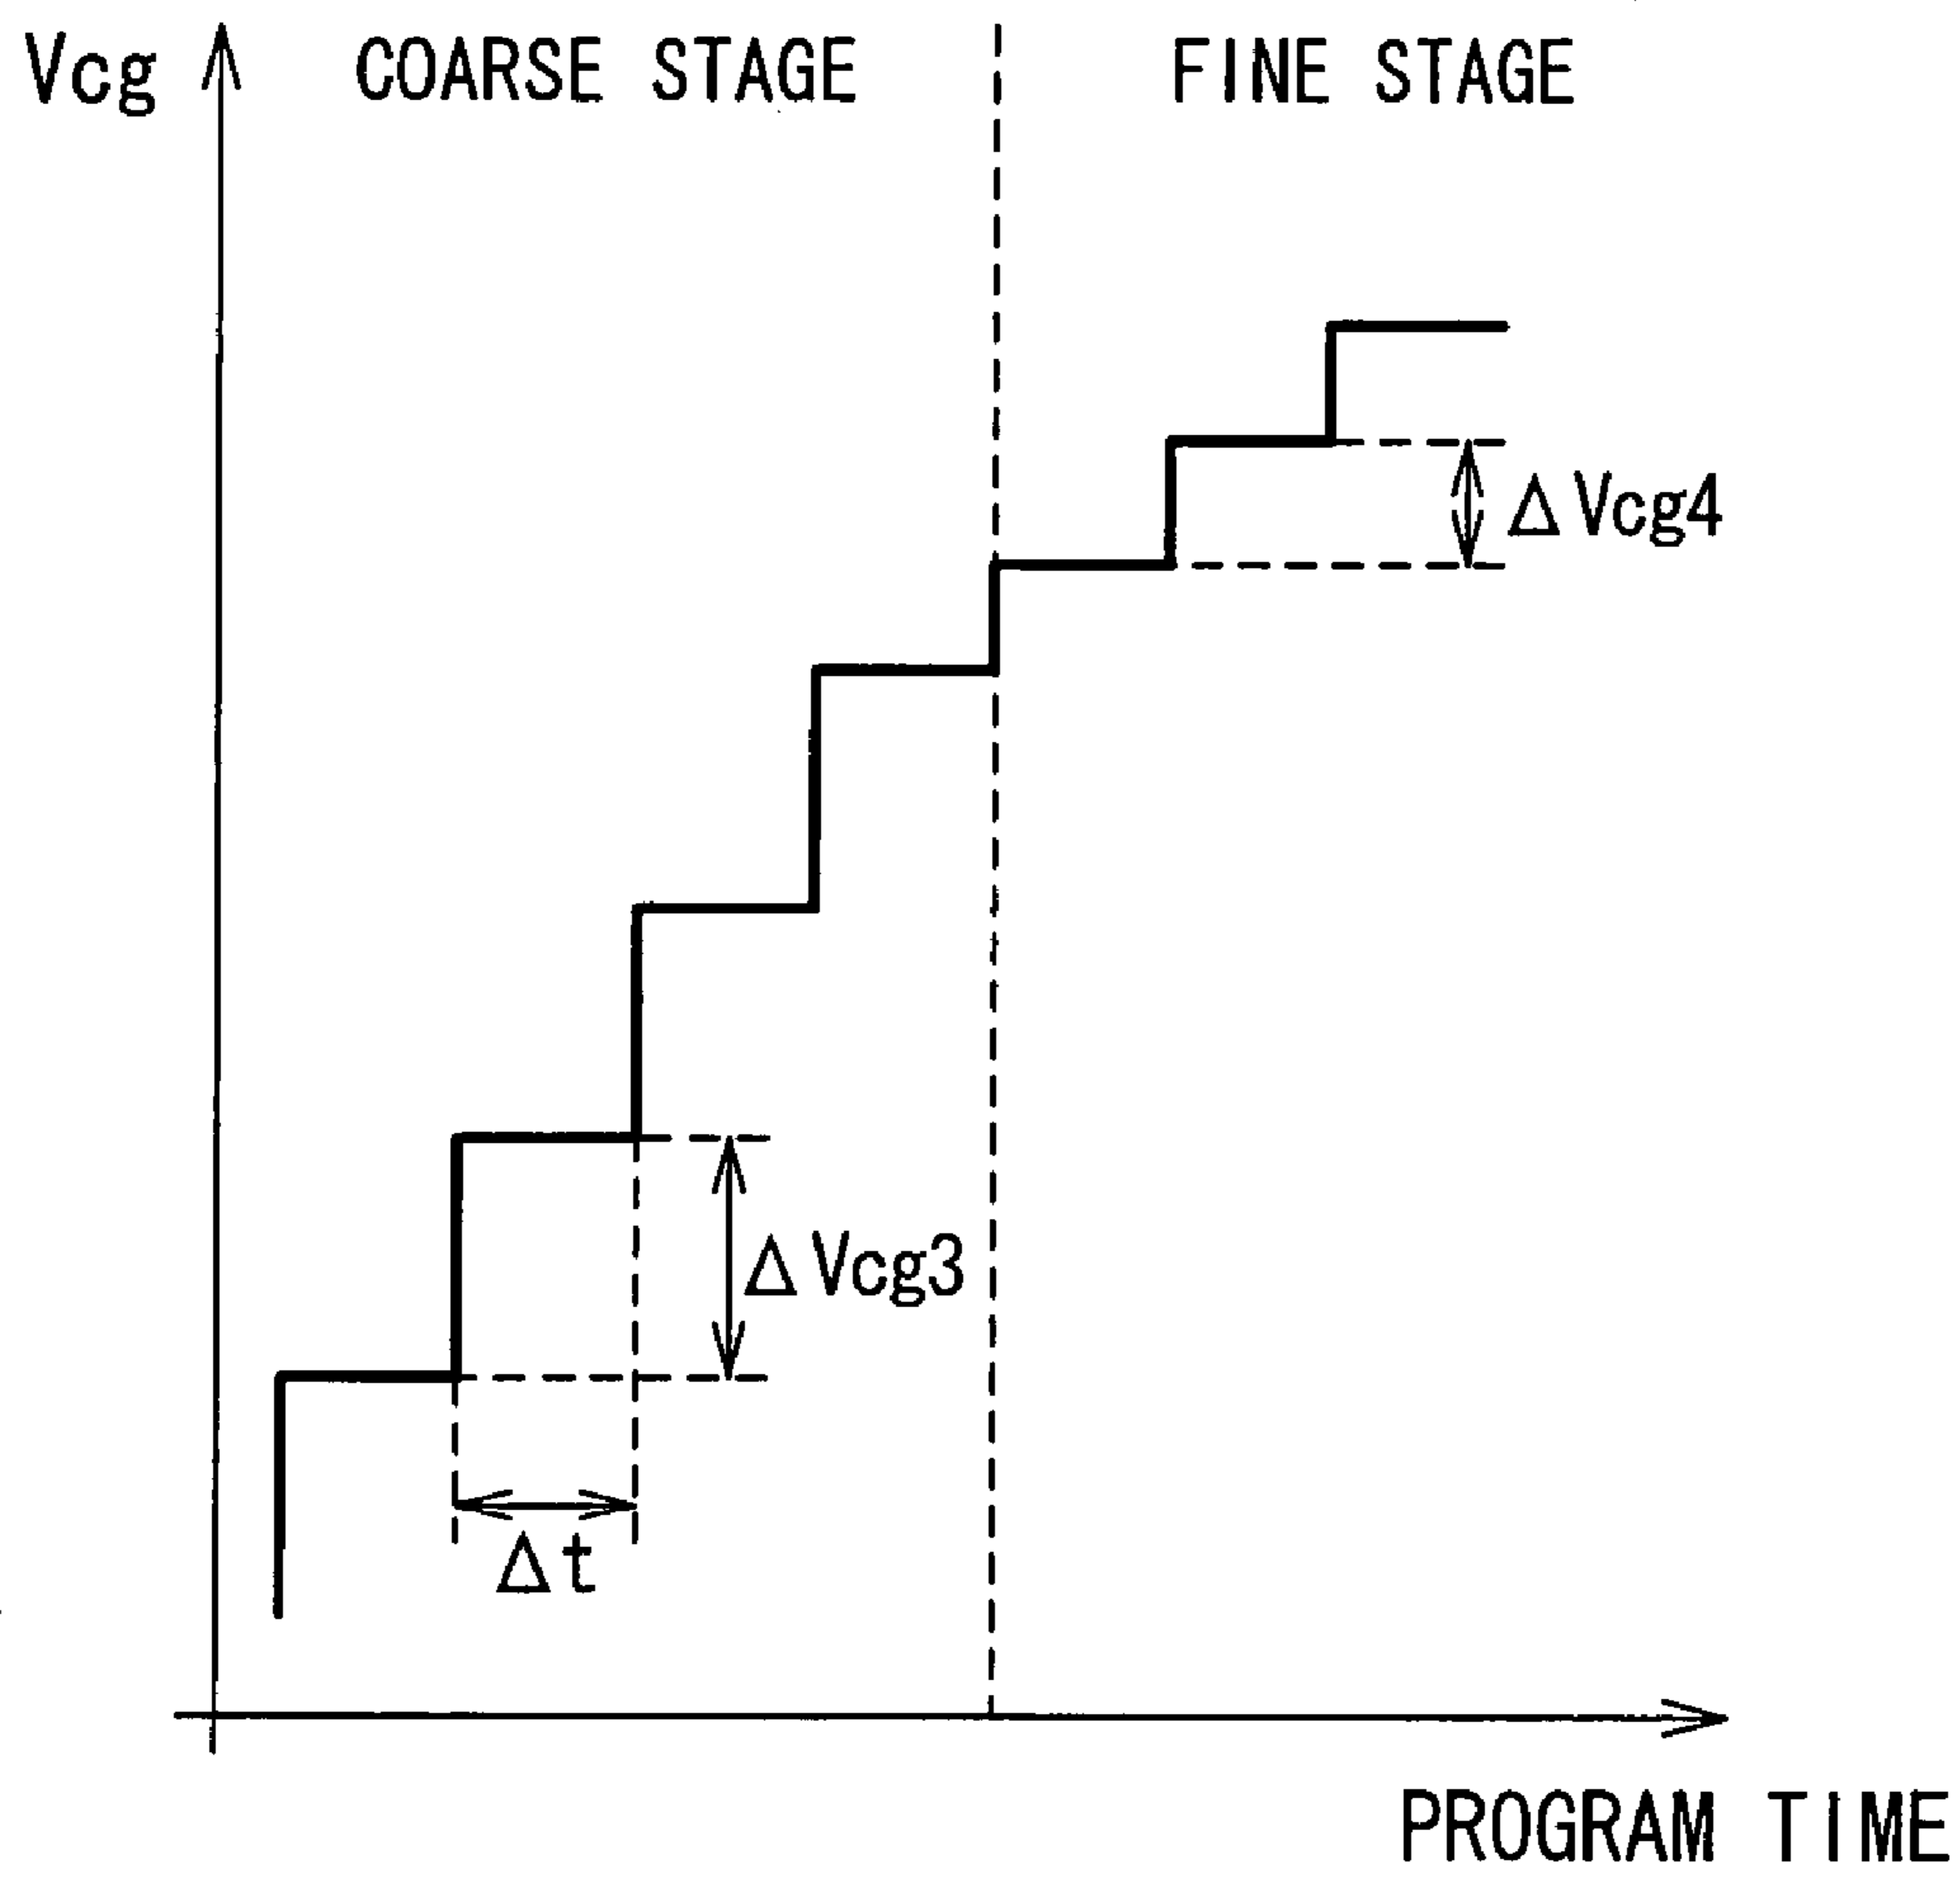 Vcg
COARSE STAGE
FINE STAGE
ΔVcg4
ΔVcg3
Δt
PROGRAM TIME